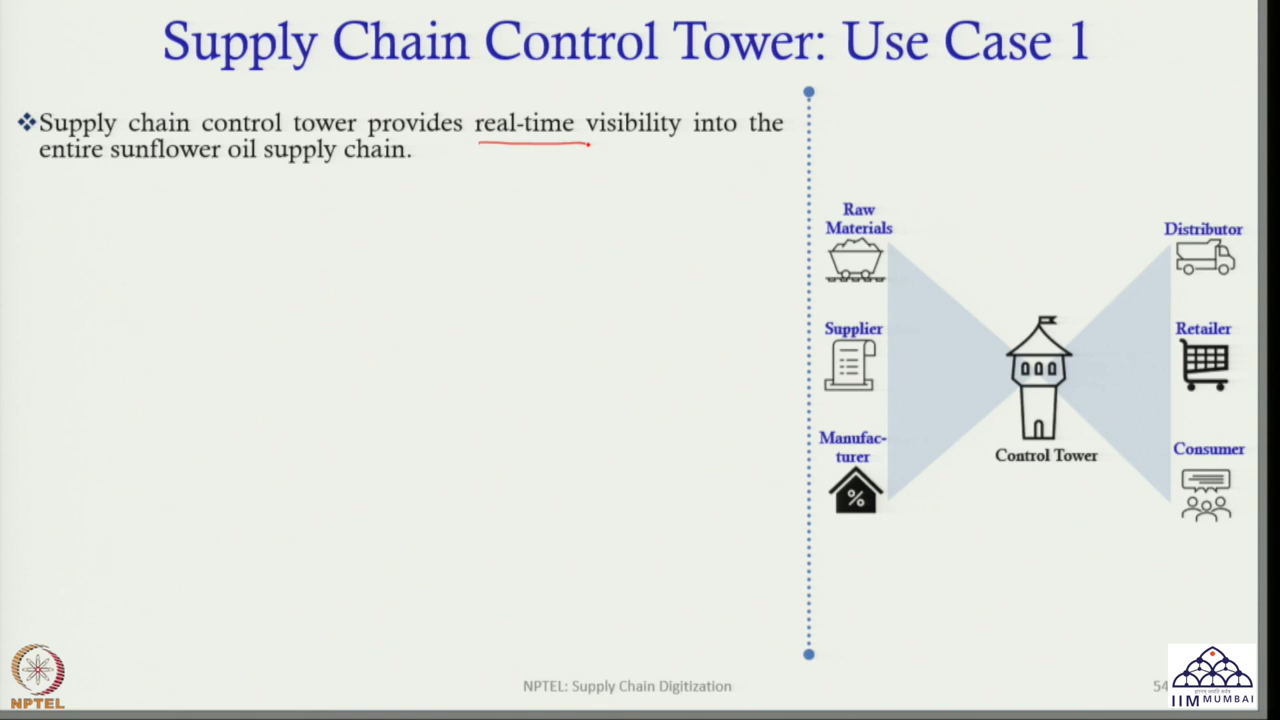 Supply Chain Control Tower: Use Case 1
❖Supply chain control tower provides real-time visibility into the
entire sunflower oil supply chain.
Raw
Materials
Supplier
Manufac-
turer
%
Control Tower
Distributor
Retailer
Consumer
NPTEL
NPTEL: Supply Chain Digitization
54
IIM MUMBAI